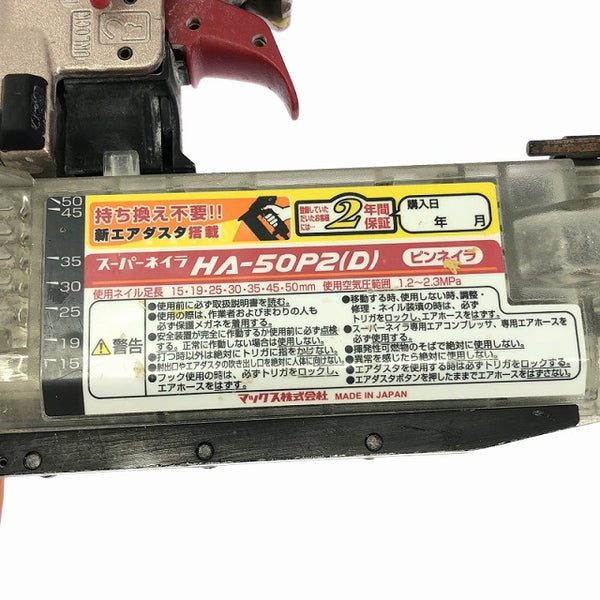 UNLOCK
50
45
35
30
25
19
15
持ち換え不要!!
新エアダスタ搭載
登録していた
だいたお客様
には…
2年間
保証
購入日
年 月
スーパーネイラ HA-50P2(D) ピンネイラ
使用ネイル足長 15・19・25・30・35・45・50mm 使用空気圧範囲 1.2～2.3MPa
警告
●使用前に必ず取扱説明書を読む。
●使用の際は、作業者およびまわりの人も
必ず保護メガネを着用する。
●安全装置が完全に作動するか使用前に必ず点検
する。正常に作動しない場合は使用しない。
●打つ時以外は絶対にトリガに指をかけない。
●射出口やエアダスタの吹き出し口を絶対に人体に向けない。
●フック使用の時は、必ずトリガをロックし、
エアホースをはずす。
●移動する時、使用しない時、調整・
修理・ネイル装填の時は、必ず
トリガをロックし、エアホースをはずす。
●スーパーネイラ専用エアコンプレッサ、専用エアホースを
必ず使用する。
●揮発性可燃物のそばで絶対に使用しない。
●異常を感じたら絶対に使用しない。
●エアダスタを使用する時は必ずトリガをロックする。
●エアダスタボタンを押したままでエアホースをはずさない。
マックス株式会社 MADE IN JAPAN